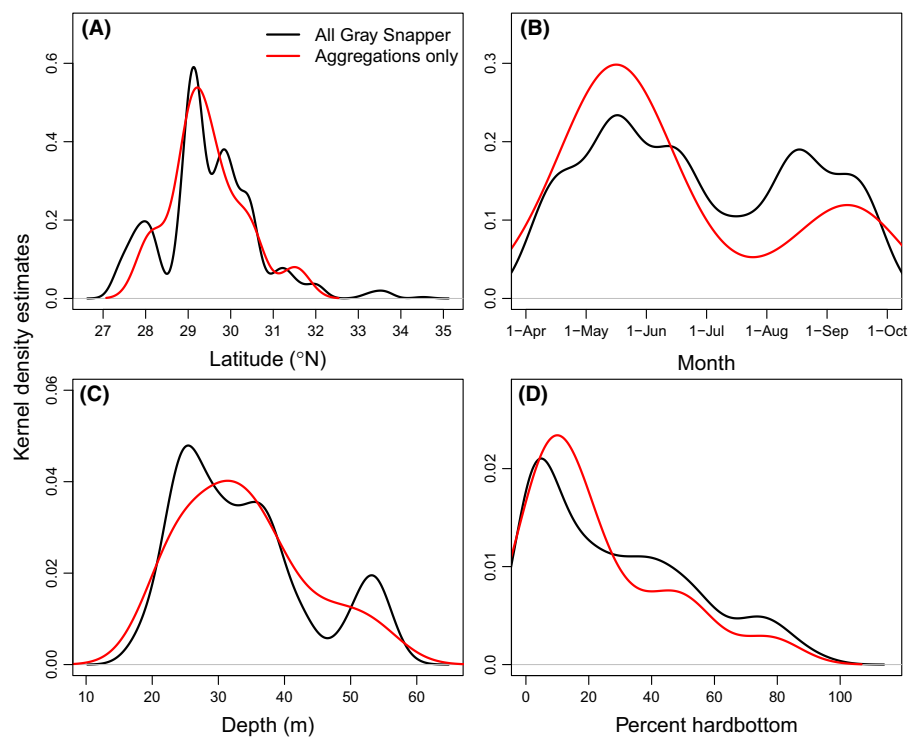 (A)
All Gray Snapper
Aggregations only
0.0 0.2 0.4 0.6
27 28 29 30 31 32 33 34 35
Latitude (°N)
(B)
0.0 0.1 0.2 0.3
1−Apr 1−May 1−Jun 1−Jul 1−Aug 1−Sep 1−Oct
Month
Kernel density estimates
(C)
0.00 0.02 0.04 0.06
10 20 30 40 50 60
Depth (m)
(D)
0.0 0.01 0.02
0 20 40 60 80 100
Percent hardbottom